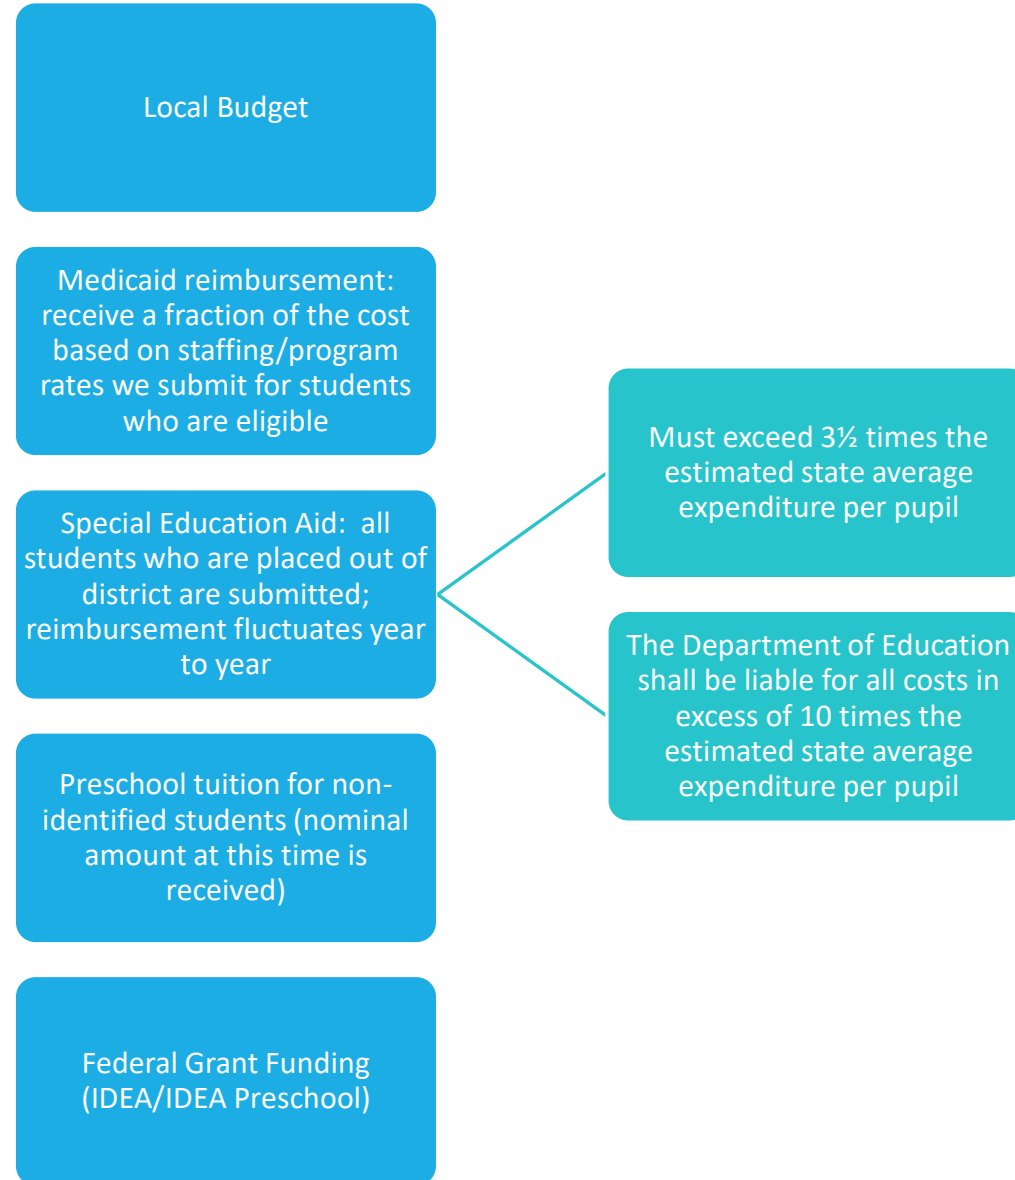 Local Budget
Medicaid reimbursement:
receive a fraction of the cost
based on staffing/program
rates we submit for students
who are eligible
Special Education Aid:  all
students who are placed out of
district are submitted;
reimbursement fluctuates year
to year
Must exceed 3½ times the
estimated state average
expenditure per pupil
The Department of Education
shall be liable for all costs in
excess of 10 times the
estimated state average
expenditure per pupil
Preschool tuition for non-
identified students (nominal
amount at this time is
received)
Federal Grant Funding
(IDEA/IDEA Preschool)